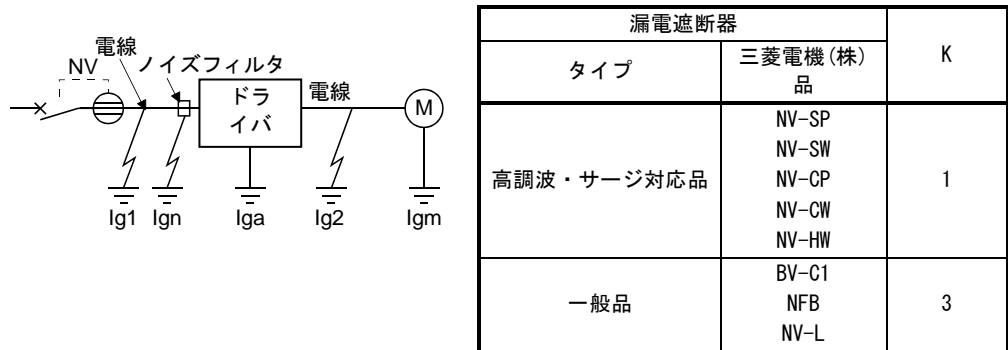 電線
NV
ノイズフィルタ
ドラ
イバ
電線
M
Ig1
Ign
Iga
Ig2
Igm
漏電遮断器
K
タイプ
三菱電機(株)
品
高調波・サージ対応品
NV-SP
NV-SW
NV-CP
NV-CW
NV-HW
1
一般品
BV-C1
NFB
NV-L
3